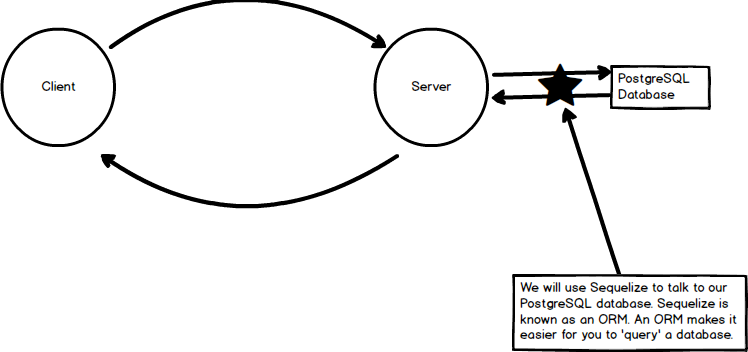 Client
Server
PostgreSQL
Database
We will use Sequelize to talk to our
PostgreSQL database. Sequelize is
known as an ORM. An ORM makes it
easier for you to 'query' a database.